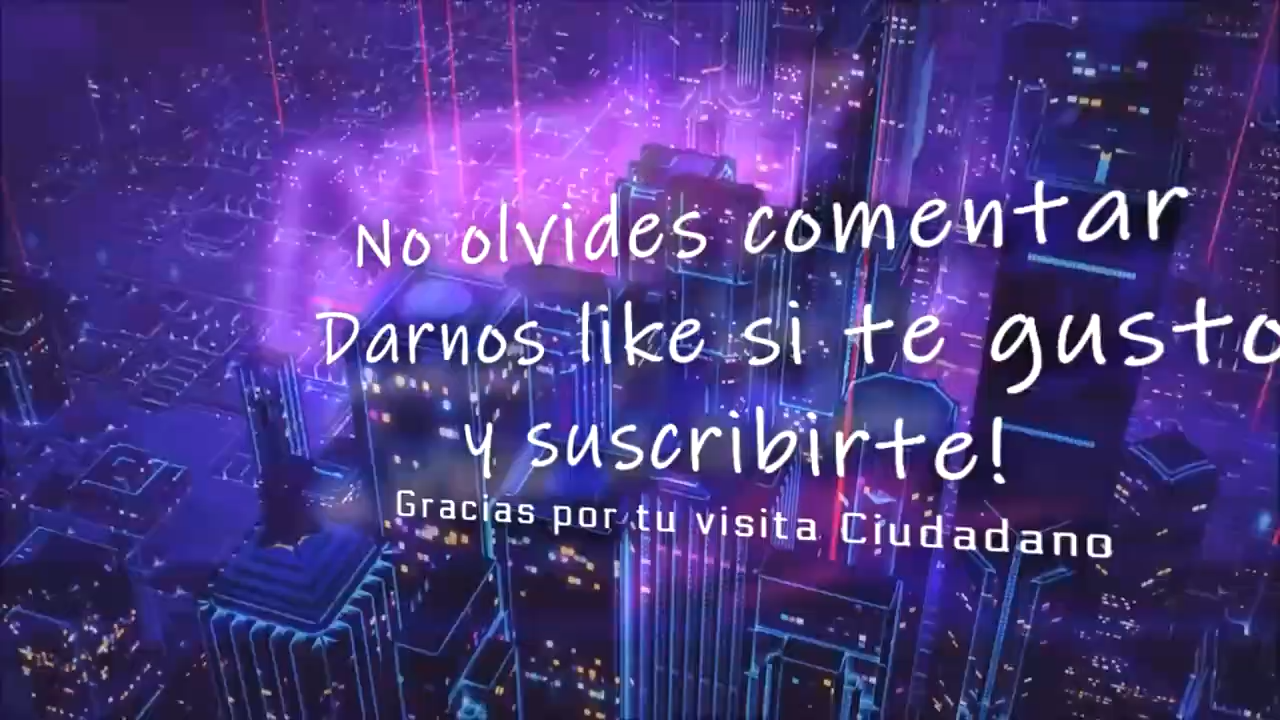 No olvides comentar
Darnos like si te gusto
y suscribirte!
Gracias por tu visita Ciudadano